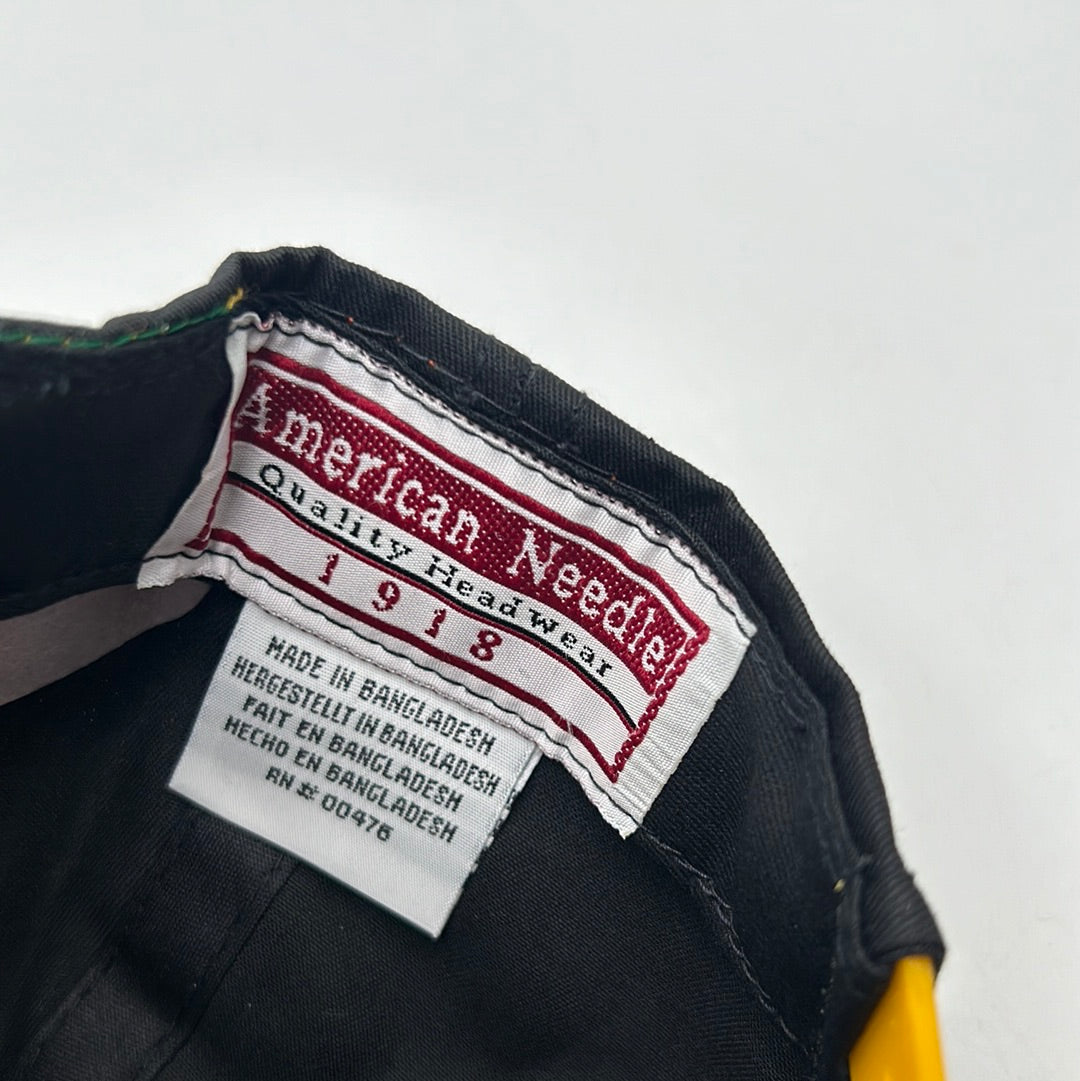 American Needle
Quality Headwear
1918
MADE IN BANGLADESH
HERGESTELLT IN BANGLADESH
FAIT EN BANGLADESH
HECHO EN BANGLADESH
RN # 00476